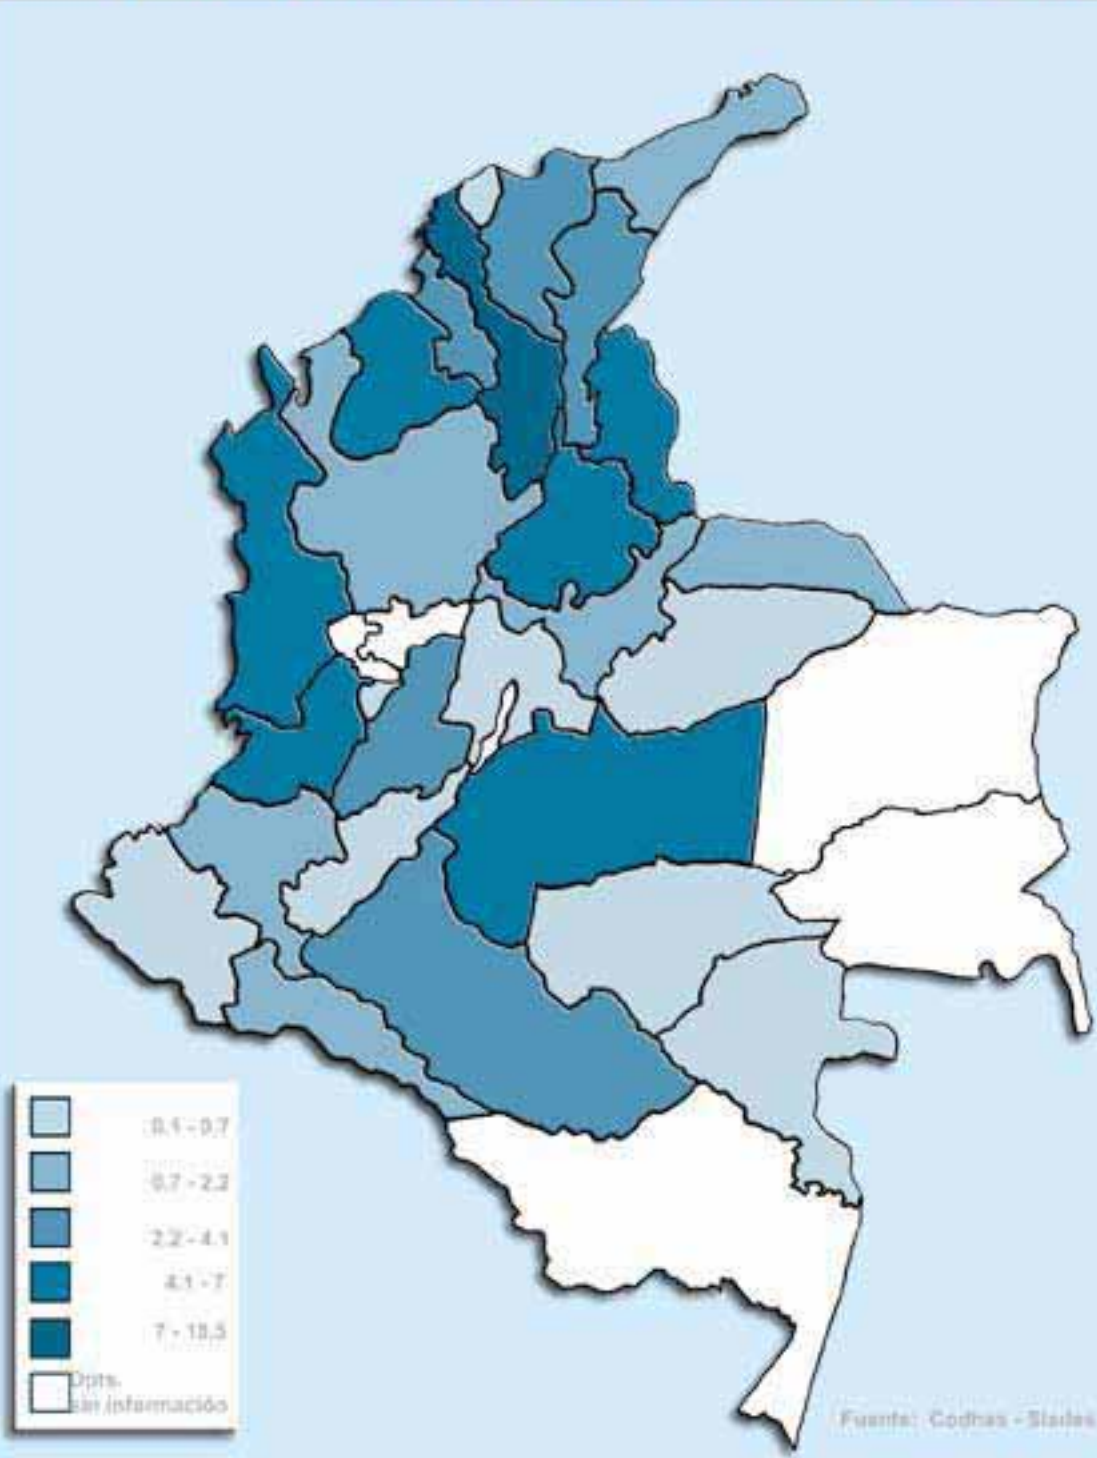 0.1 - 0.7
0.7 - 2.2
2.2 - 4.1
4.1 - 7
7 - 18.5
Dpts.
sin información
Fuente: Codhes - Sisdes